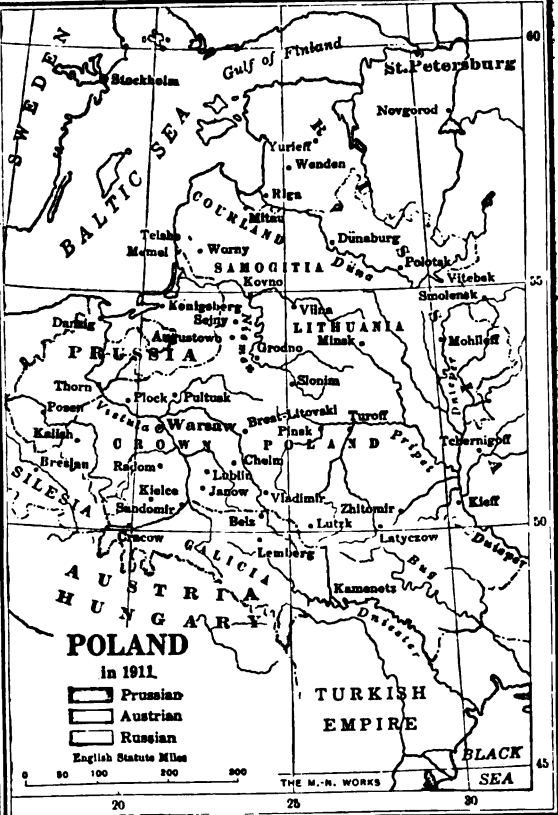 60
Gulf of Finland
St. Petersburg
SWEDEN
Stockholm
Novgorod
BALTIC SEA
Yurieff
Wenden
Riga
COURLAND
Mitau
Telshe
Worny
Dünaburg
Memel
SAMOGITIA
Düna
Polotsk
Vitebsk
55
Kovno
Smolensk
Königsberg
Vilna
Danzig
Sejny
LITHUANIA
Augustowo
Niemen
Minsk
Mohileff
PRUSSIA
Grodno
Dnieper
Thorn
Slonim
RUSSIA
Posen
Plock
Pultusk
Vistula
Warsaw
Brest-Litovski
Turoff
Pinsk
Kalish
CROWN POLAND
Pripet
Tchernigoff
Breslau
Radom
Chelm
Lublin
SILESIA
Kielce
Janow
Vladimir
Kieff
Sandomir
Zhitomir
Belz
Lutzk
50
Latyczow
Cracow
Dnieper
GALICIA
Lemberg
Bug
AUSTRIA
Kamenetz
HUNGARY
Dniester
POLAND
in 1911.
Prussian
Austrian
Russian
TURKISH
EMPIRE
English Statute Miles
0 50 100 200 300
BLACK
SEA
45
THE M.-N. WORKS
20 25 30